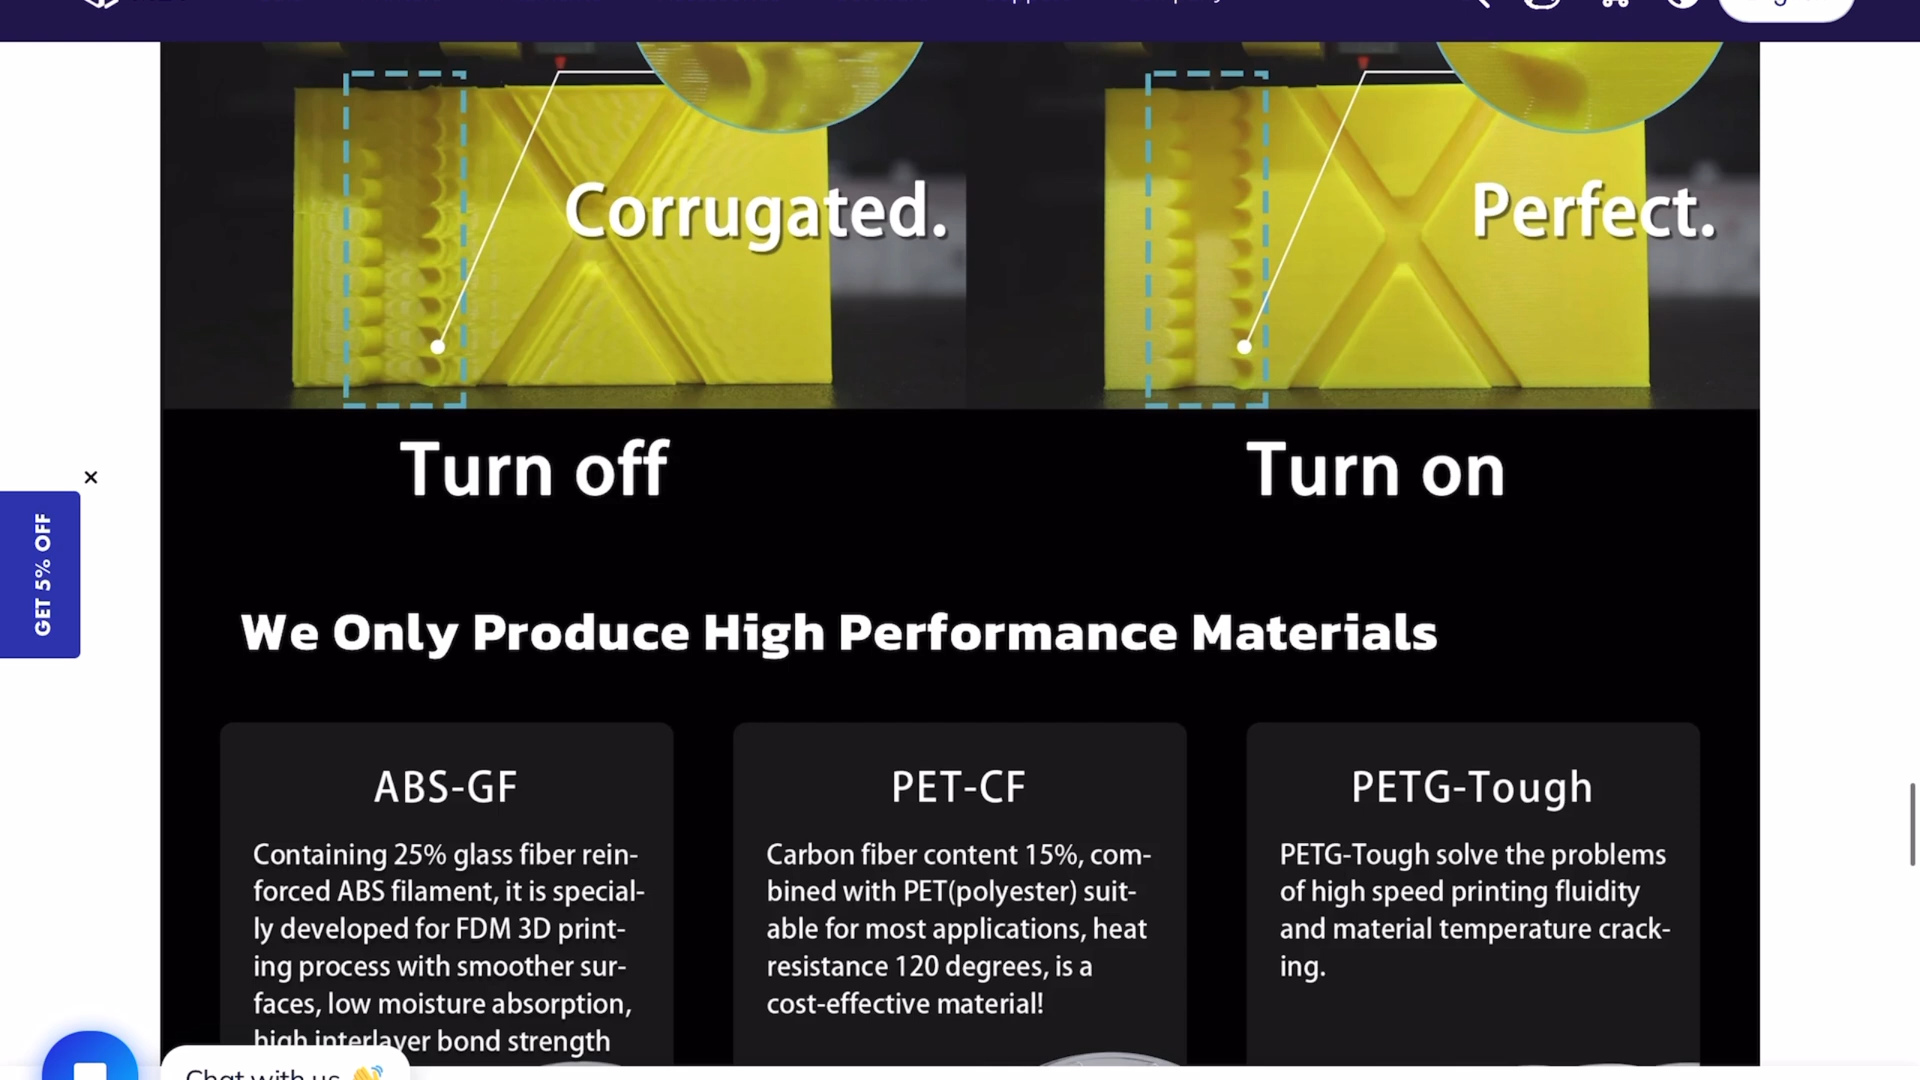 Corrugated.
Perfect.
Turn off
Turn on
GET 5% OFF
We Only Produce High Performance Materials
ABS-GF
Containing 25% glass fiber rein-
forced ABS filament, it is special-
ly developed for FDM 3D print-
ing process with smoother sur-
faces, low moisture absorption,
high interlayer bond strength
PET-CF
Carbon fiber content 15%, com-
bined with PET(polyester) suit-
able for most applications, heat
resistance 120 degrees, is a
cost-effective material!
PETG-Tough
PETG-Tough solve the problems
of high speed printing fluidity
and material temperature crack-
ing.
Chat with us 👋